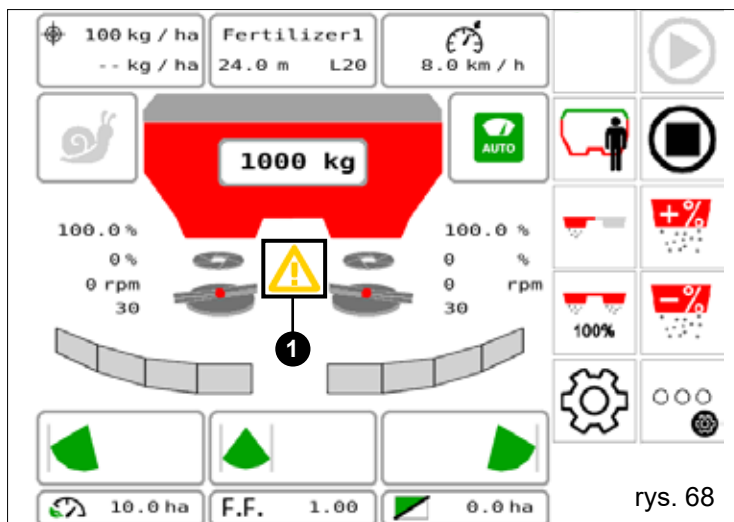 100 kg / ha
-- kg / ha
Fertilizer1
24.0 m L20
8.0 km / h
AUTO
1000 kg
100.0 %
0 %
0 rpm
30
100.0 %
0 %
0 rpm
30
1
+%
-%
100%
10.0 ha
F.F. 1.00
0.0 ha
rys. 68